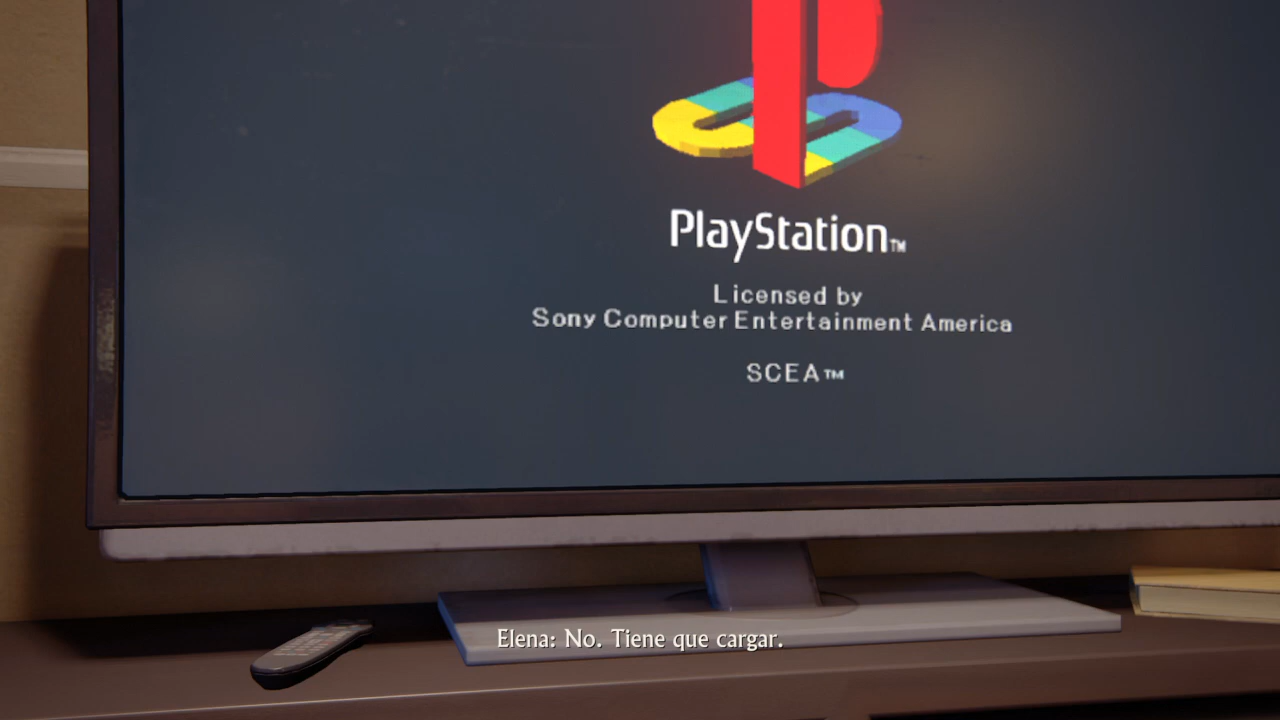 PlayStation™
Licensed by
Sony Computer Entertainment America
SCEA™
Elena: No. Tiene que cargar.